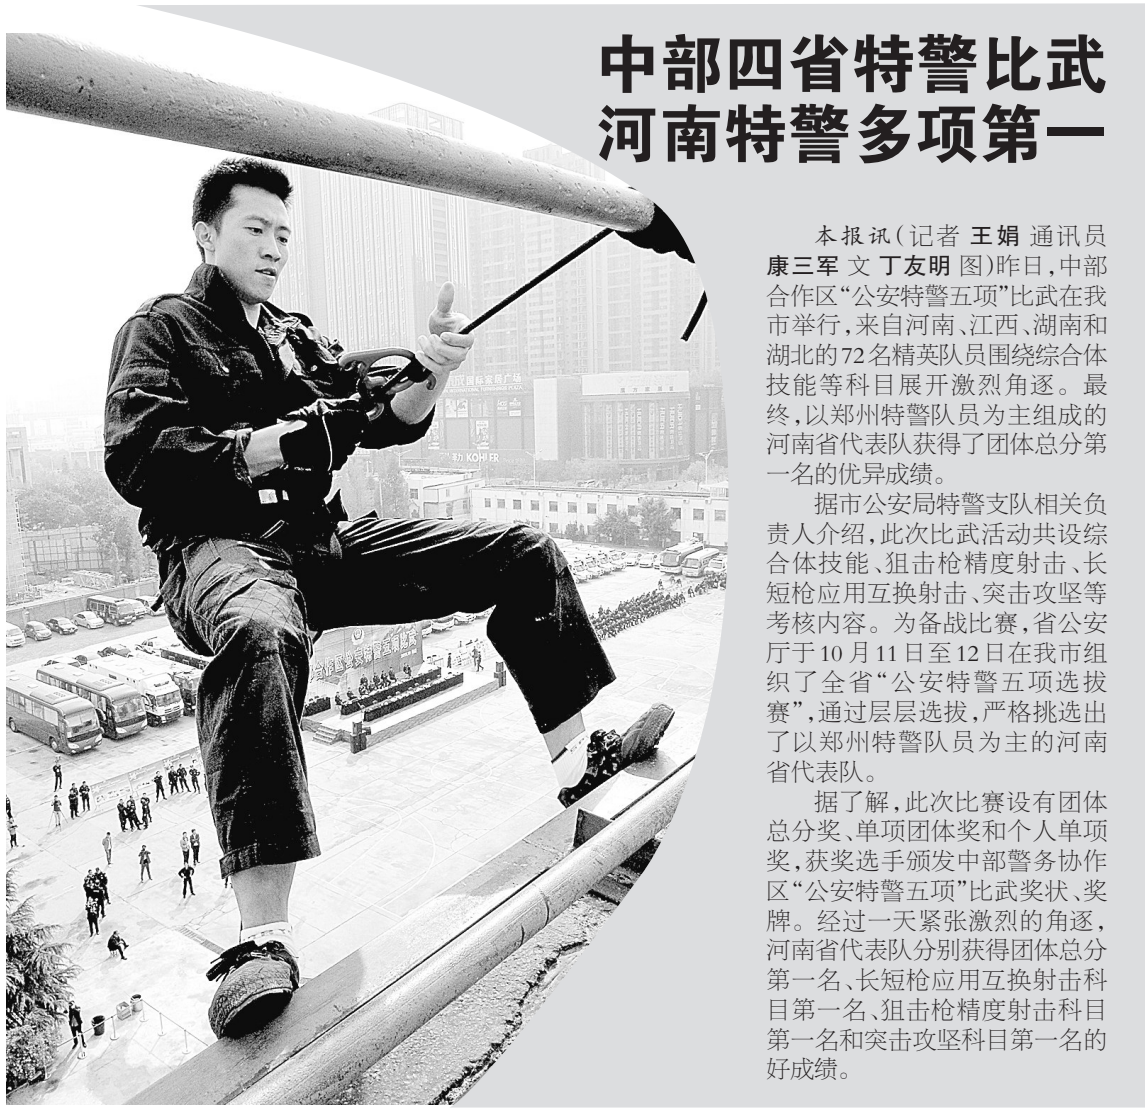 中部四省特警比武
河南特警多项第一
本报讯(记者 王娟 通讯员
康三军 文 丁友明 图)昨日,中部
合作区“公安特警五项”比武在我
市举行,来自河南、江西、湖南和
湖北的72名精英队员围绕综合体
技能等科目展开激烈角逐。最
终,以郑州特警队员为主组成的
河南省代表队获得了团体总分第
一名的优异成绩。
据市公安局特警支队相关负
责人介绍,此次比武活动共设综
合体技能、狙击枪精度射击、长
短枪应用互换射击、突击攻坚等
考核内容。为备战比赛,省公安
厅于10月11日至12日在我市组
织了全省“公安特警五项选拔
赛”,通过层层选拔,严格挑选出
了以郑州特警队员为主的河南
省代表队。
据了解,此次比赛设有团体
总分奖、单项团体奖和个人单项
奖,获奖选手颁发中部警务协作
区“公安特警五项”比武奖状、奖
牌。经过一天紧张激烈的角逐,
河南省代表队分别获得团体总分
第一名、长短枪应用互换射击科
目第一名、狙击枪精度射击科目
第一名和突击攻坚科目第一名的
好成绩。
国际家居广场
KOHLER